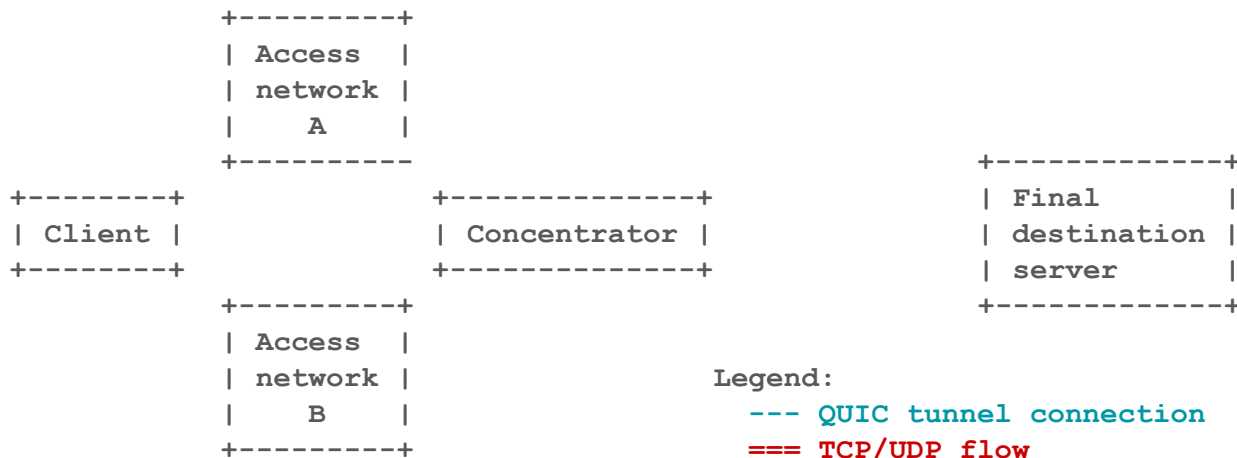 +---------+
| Access  |
| network |
|    A    |
+----------                               +-------------+
+--------+            +--------------+            | Final       |
| Client |            | Concentrator |            | destination |
+--------+            +--------------+            | server      |
+---------+                               +-------------+
| Access  |
| network |            Legend:
|    B    |              --- QUIC tunnel connection
+---------+              === TCP/UDP flow